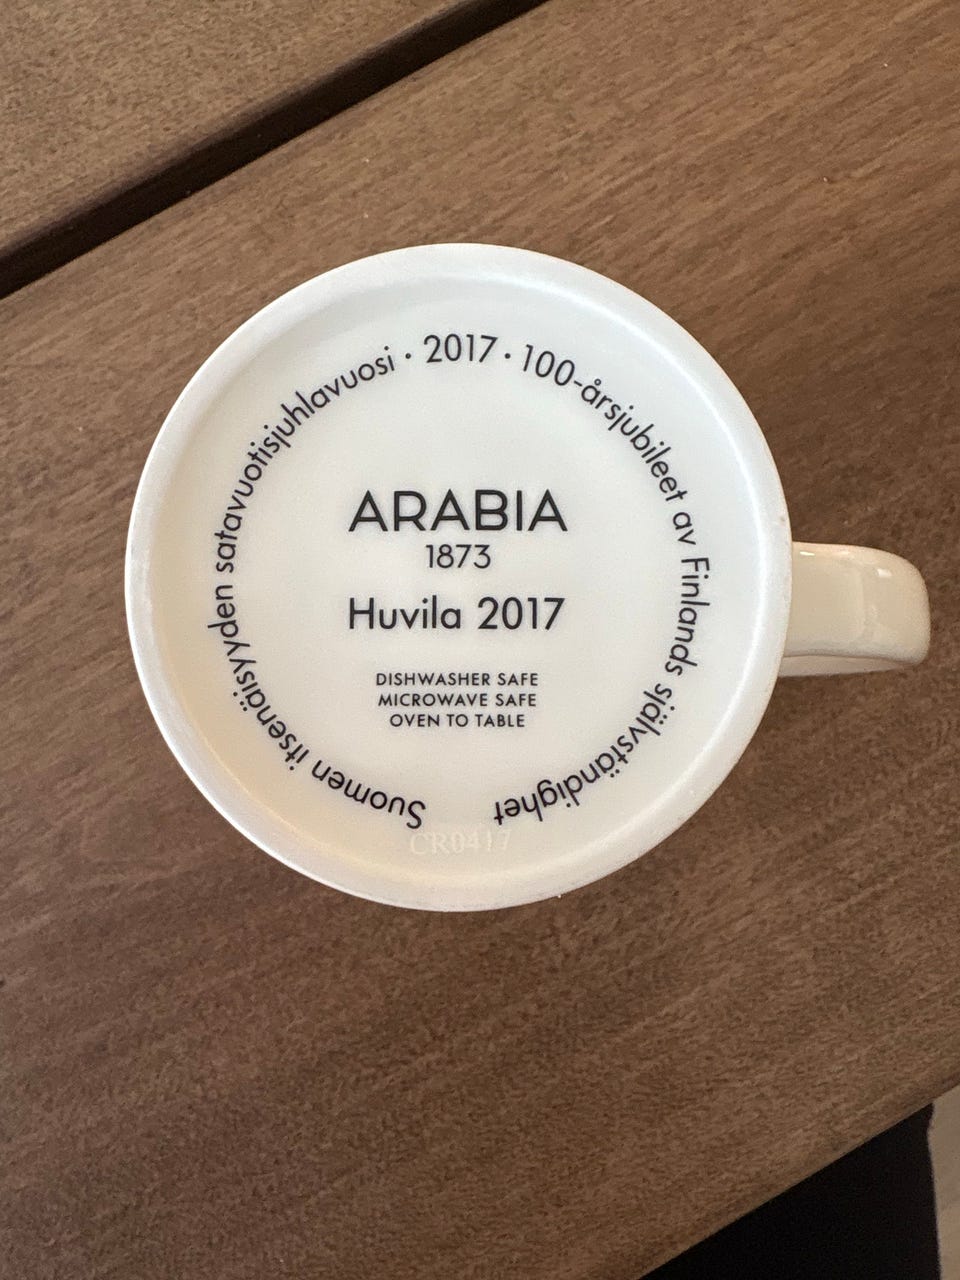 Suomen itsenäisyyden satavuotisjuhlavuosi · 2017 · 100-årsjubileet av Finlands självständighet
ARABIA
1873
Huvila 2017
DISHWASHER SAFE
MICROWAVE SAFE
OVEN TO TABLE
CR0417